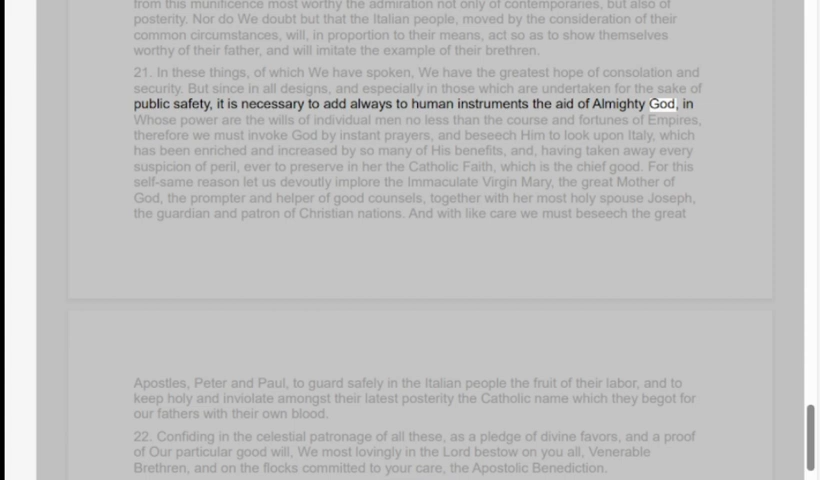 from this munificence most worthy the admiration not only of contemporaries, but also of
posterity. Nor do We doubt but that the Italian people, moved by the consideration of their
common circumstances, will, in proportion to their means, act so as to show themselves
worthy of their father, and will imitate the example of their brethren.
21. In these things, of which We have spoken, We have the greatest hope of consolation and
security. But since in all designs, and especially in those which are undertaken for the sake of
public safety, it is necessary to add always to human instruments the aid of Almighty God, in
Whose power are the wills of individual men no less than the course and fortunes of Empires,
therefore we must invoke God by instant prayers, and beseech Him to look upon Italy, which
has been enriched and increased by so many of His benefits, and, having taken away every
suspicion of peril, ever to preserve in her the Catholic Faith, which is the chief good. For this
self-same reason let us devoutly implore the Immaculate Virgin Mary, the great Mother of
God, the prompter and helper of good counsels, together with her most holy spouse Joseph,
the guardian and patron of Christian nations. And with like care we must beseech the great
Apostles, Peter and Paul, to guard safely in the Italian people the fruit of their labor, and to
keep holy and inviolate amongst their latest posterity the Catholic name which they begot for
our fathers with their own blood.
22. Confiding in the celestial patronage of all these, as a pledge of divine favors, and a proof
of Our particular good will, We most lovingly in the Lord bestow on you all, Venerable
Brethren, and on the flocks committed to your care, the Apostolic Benediction.